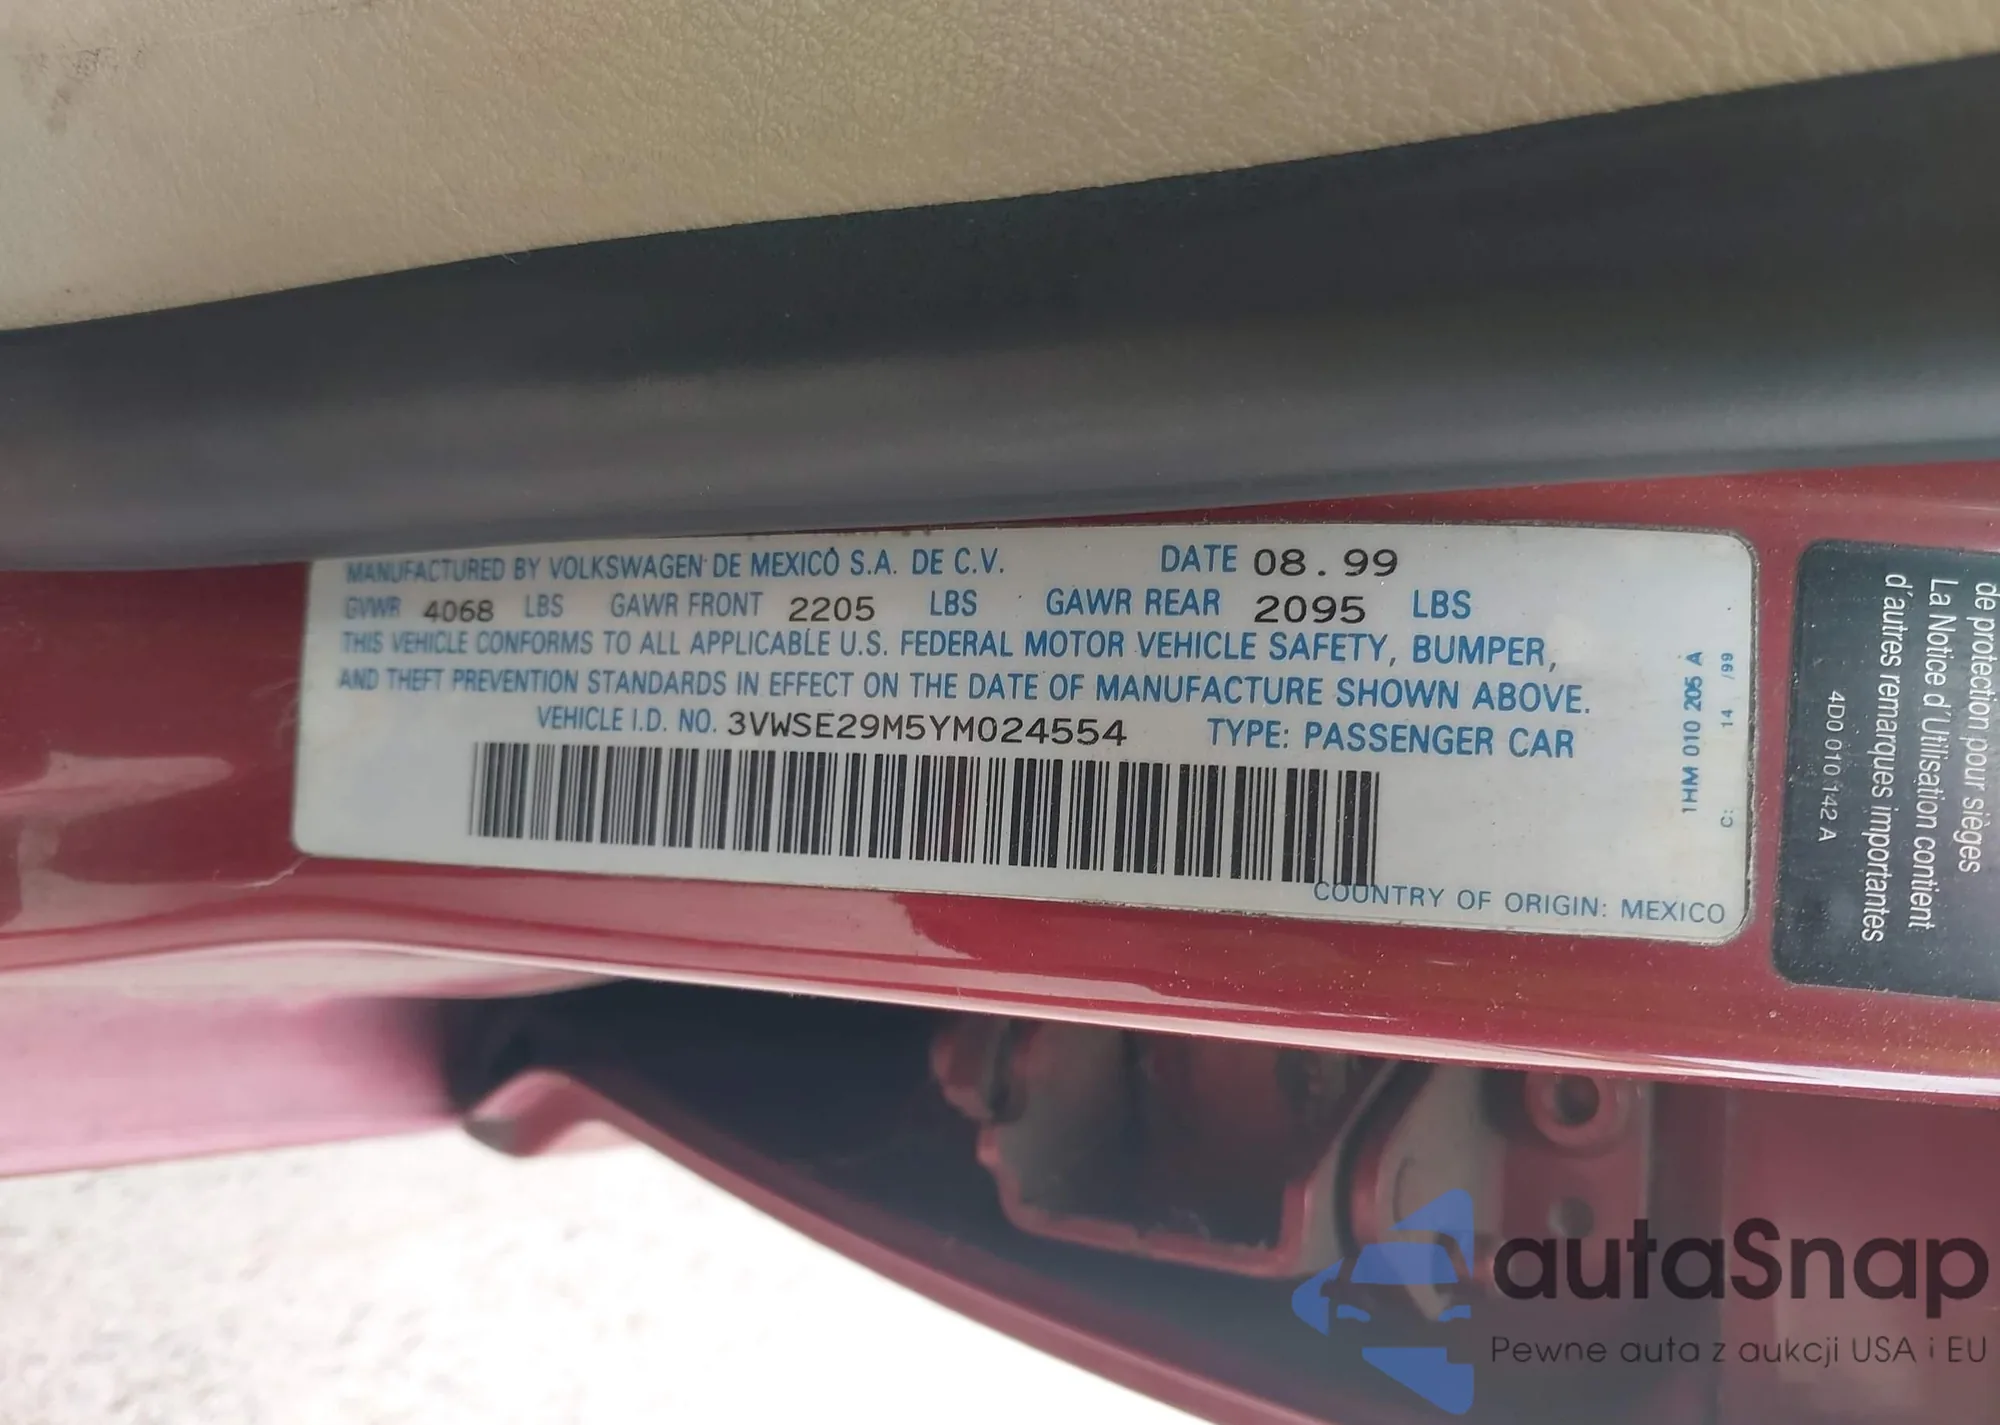 MANUFACTURED BY VOLKSWAGEN DE MEXICO S.A. DE C.V. DATE 08.99
GVWR 4068 LBS GAWR FRONT 2205 LBS GAWR REAR 2095 LBS
THIS VEHICLE CONFORMS TO ALL APPLICABLE U.S. FEDERAL MOTOR VEHICLE SAFETY, BUMPER,
AND THEFT PREVENTION STANDARDS IN EFFECT ON THE DATE OF MANUFACTURE SHOWN ABOVE.
VEHICLE I.D. NO. 3VWSE29M5YM024554 TYPE: PASSENGER CAR
COUNTRY OF ORIGIN: MEXICO
1HM 010 205 A
C: 14 /99
de protection pour sièges
La Notice d'Utilisation contient
d'autres remarques importantes
4D0 010 142 A
autaSnap
Pewne auta z aukcji USA i EU